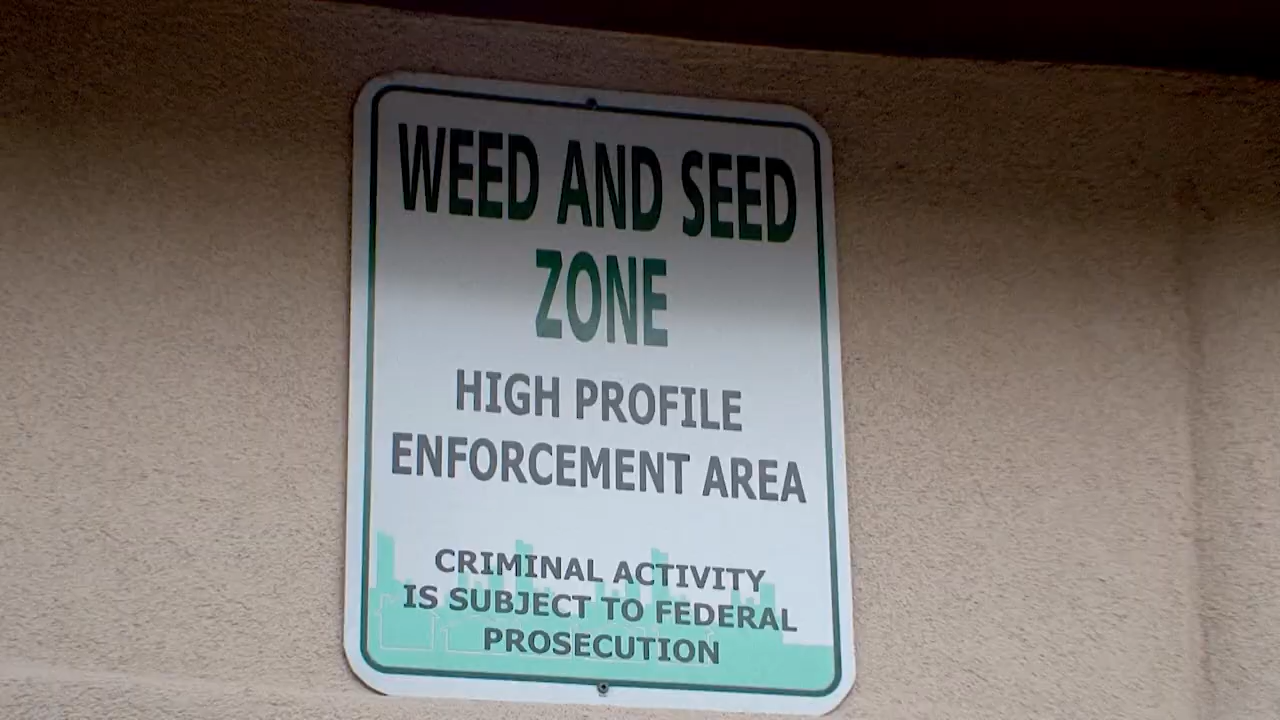 WEED AND SEED
ZONE
HIGH PROFILE
ENFORCEMENT AREA
CRIMINAL ACTIVITY
IS SUBJECT TO FEDERAL
PROSECUTION